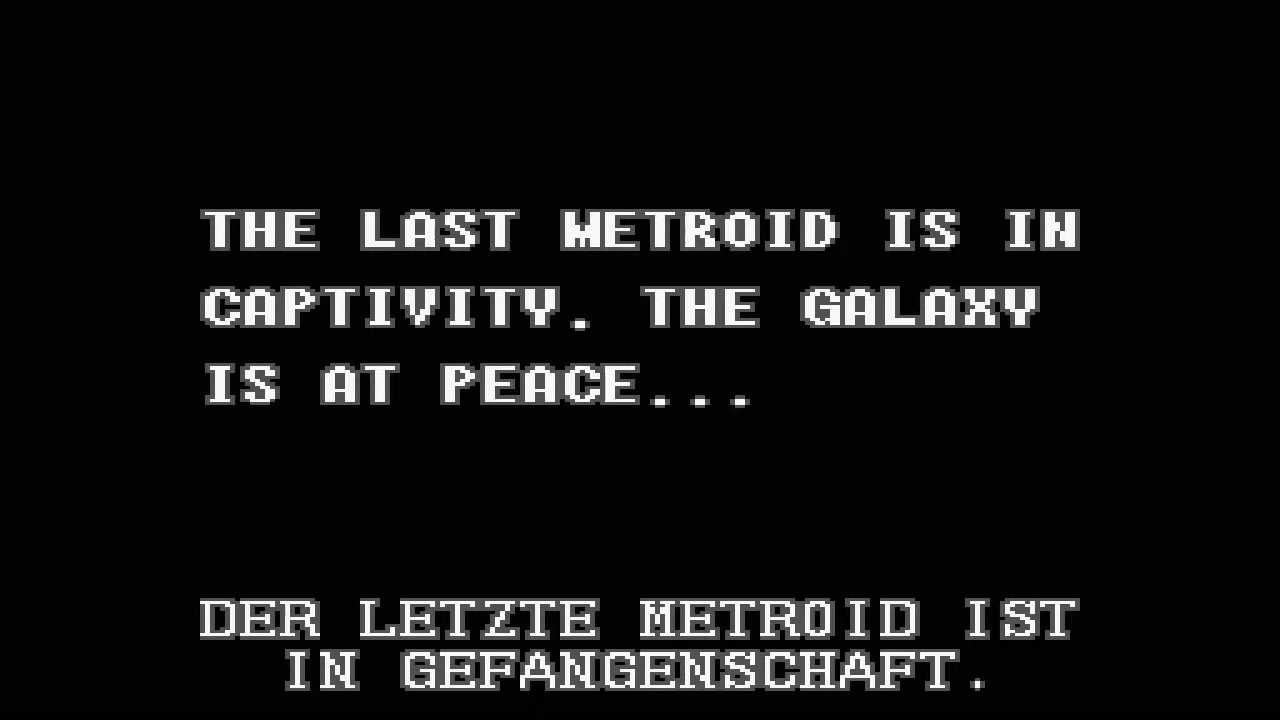 THE LAST METROID IS IN
CAPTIVITY. THE GALAXY
IS AT PEACE...
DER LETZTE METROID IST
IN GEFANGENSCHAFT.